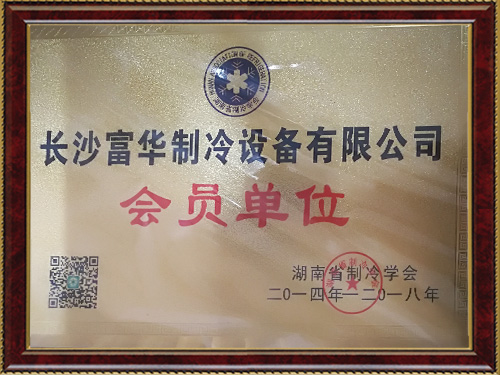 长沙富华制冷设备有限公司
会员单位
湖南省制冷学会
二〇一四年一二〇一八年